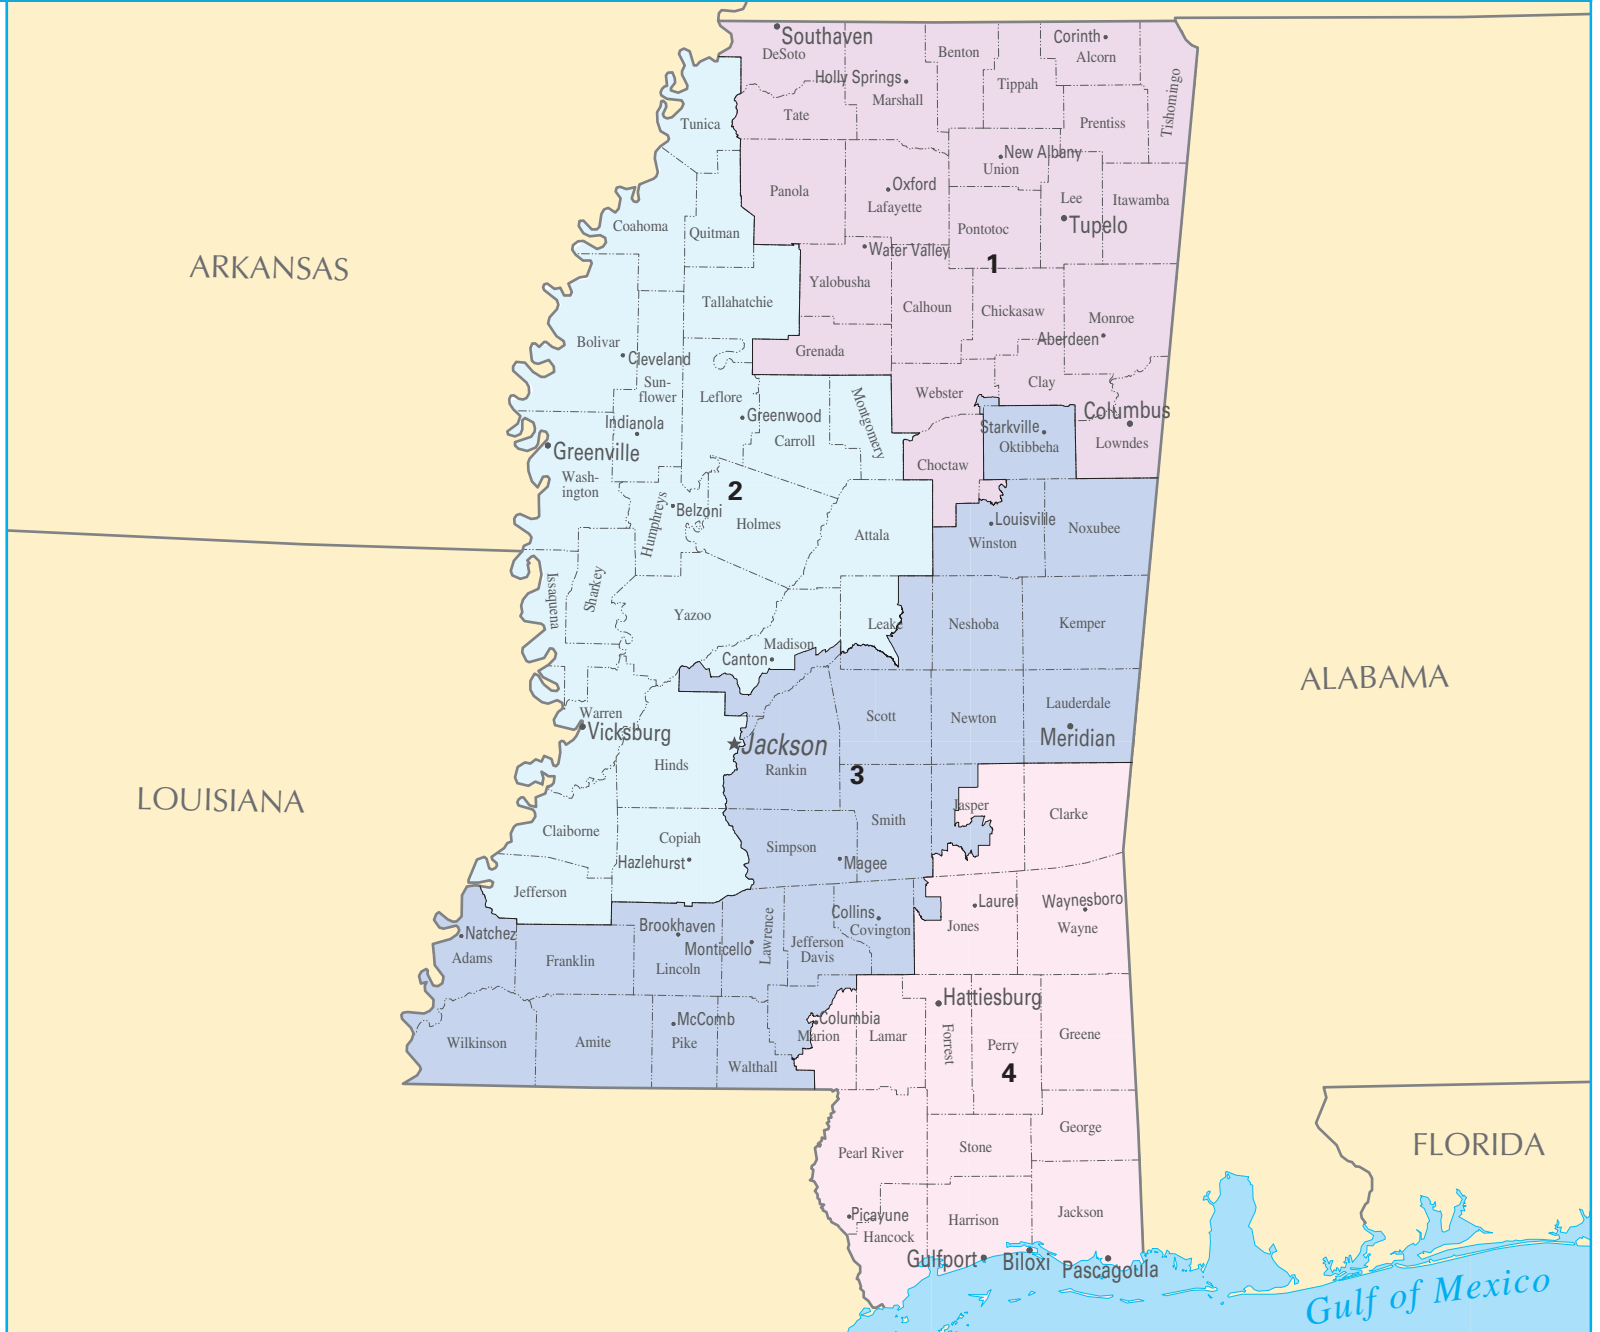 Southaven
DeSoto
Benton
Corinth
Alcorn
Holly Springs
Marshall
Tippah
Tishomingo
Tunica
Tate
Prentiss
New Albany
Union
Panola
Oxford
Lafayette
Lee
Itawamba
Coahoma
Quitman
Pontotoc
Tupelo
Water Valley
ARKANSAS
1
Yalobusha
Tallahatchie
Calhoun
Chickasaw
Monroe
Aberdeen
Bolivar
Cleveland
Grenada
Sun-
flower
Leflore
Clay
Webster
Montgomery
Columbus
Greenwood
Indianola
Starkville
Oktibbeha
Lowndes
Carroll
Greenville
Choctaw
Wash-
ington
2
Humphreys
Belzoni
Holmes
Louisville
Winston
Noxubee
Attala
Issaquena
Sharkey
Yazoo
Leake
Neshoba
Kemper
Madison
Canton
ALABAMA
Warren
Vicksburg
Scott
Newton
Lauderdale
Meridian
Jackson
Hinds
Rankin
3
LOUISIANA
Jasper
Clarke
Smith
Claiborne
Copiah
Simpson
Hazlehurst
Magee
Jefferson
Laurel
Waynesboro
Collins
Covington
Jones
Wayne
Natchez
Adams
Franklin
Brookhaven
Lincoln
Monticello
Lawrence
Jefferson
Davis
Hattiesburg
McComb
Pike
Columbia
Marion
Lamar
Forrest
Perry
Greene
Wilkinson
Amite
Walthall
4
George
FLORIDA
Pearl River
Stone
Picayune
Hancock
Harrison
Jackson
Gulfport
Biloxi
Pascagoula
Gulf of Mexico